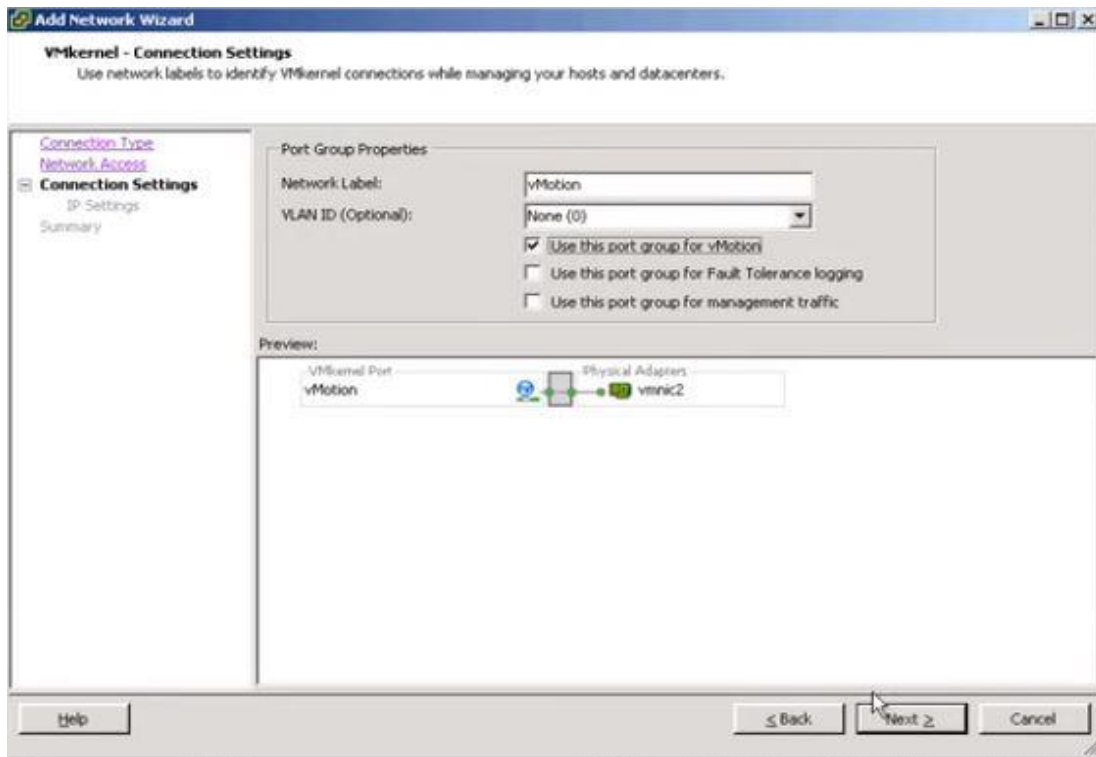 Add Network Wizard
VMkernel - Connection Settings
Use network labels to identify VMkernel connections while managing your hosts and datacenters.
Connection Type
Network Access
Connection Settings
IP Settings
Summary
Port Group Properties
Network Label:
vMotion
VLAN ID (Optional):
None (0)
Use this port group for vMotion
Use this port group for Fault Tolerance logging
Use this port group for management traffic
Preview:
VMkernel Port
vMotion
Physical Adapters
vmnic2
Help
< Back
Next >
Cancel